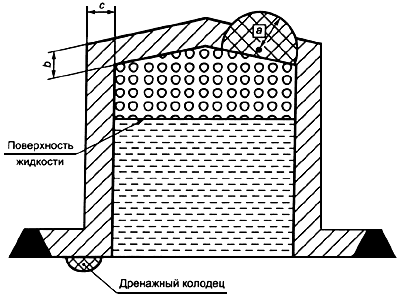 c
a
b
Поверхность
жидкости
Дренажный колодец